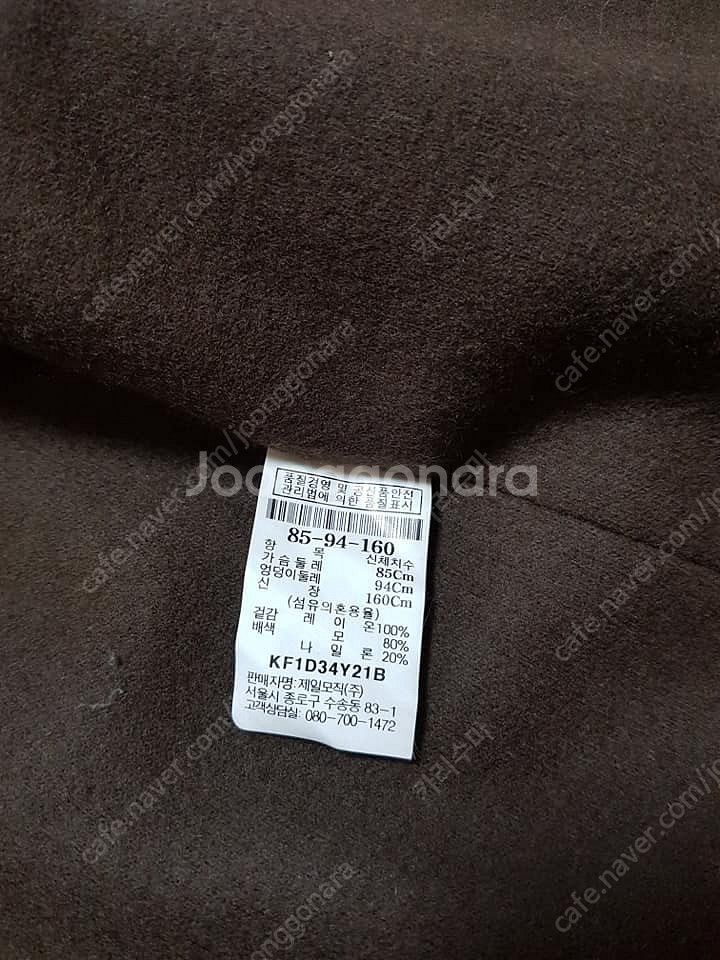 Joonggonara
품질경영 및 공산품안전
관리법에 의한 품질표시
85-94-160
항 목 신체치수
가슴둘레 85Cm
엉덩이둘레 94Cm
신 장 160Cm
(섬유의혼용율)
겉감 레 이 온100%
배색 모 80%
나 일 론 20%
KF1D34Y21B
판매자명:제일모직(주)
서울시 종로구 수송동 83-1
고객상담실: 080-700-1472
cafe.naver.com/joonggonara
카리수마